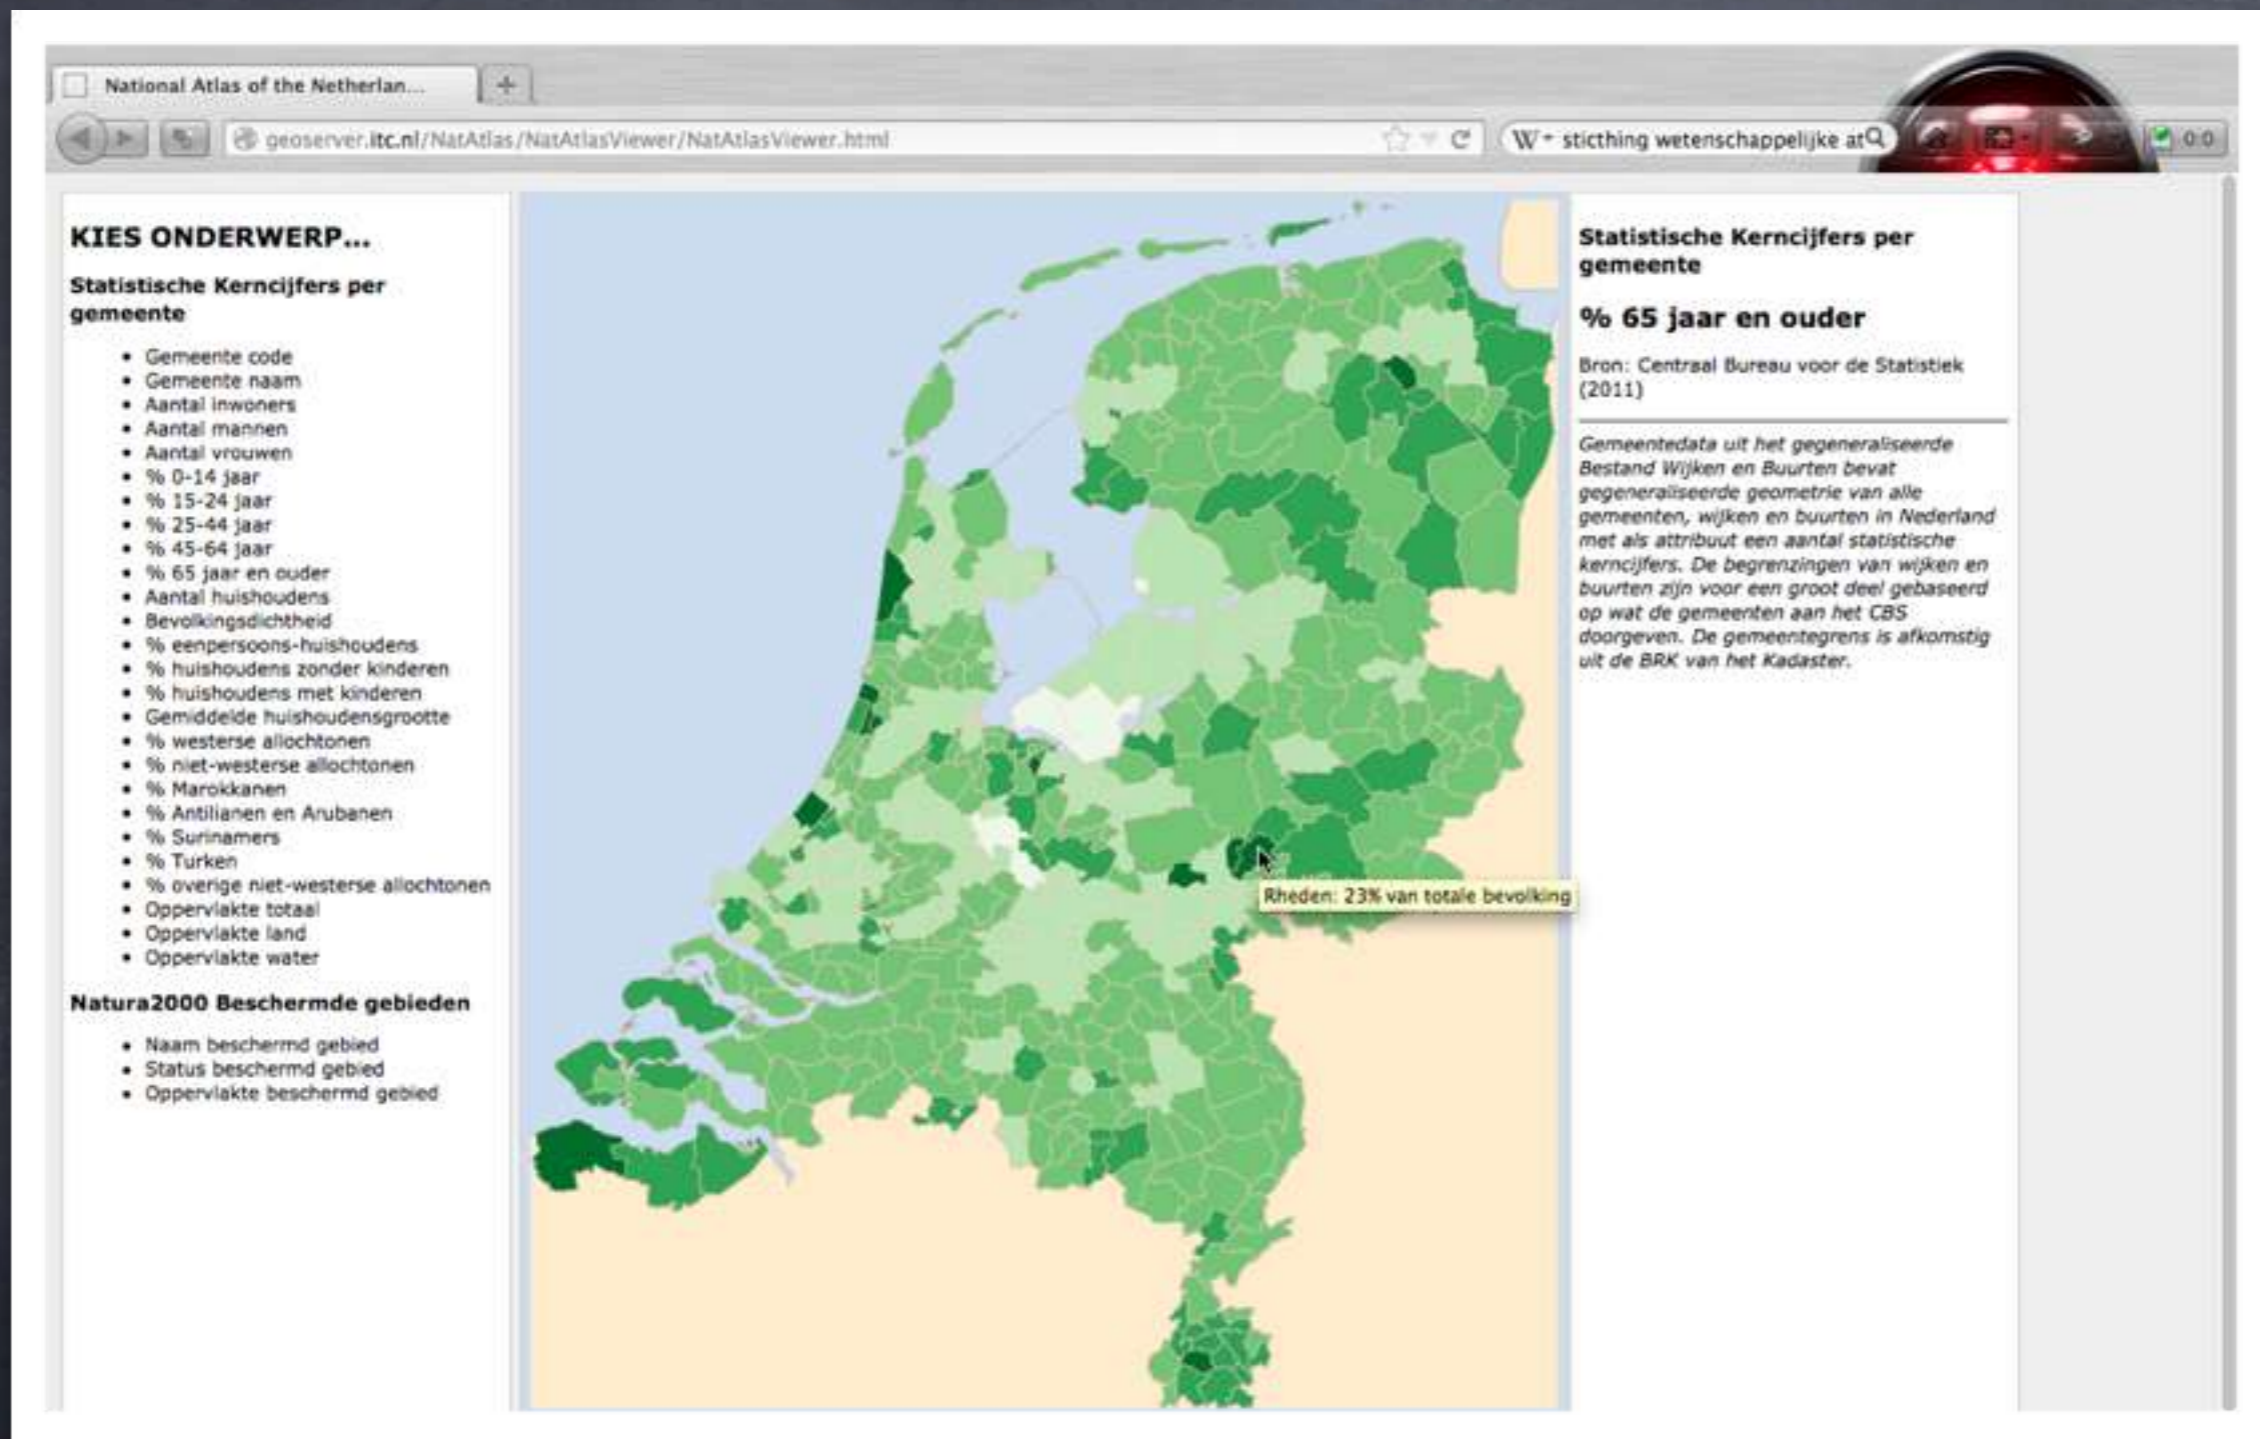 National Atlas of the Netherlan...
geoserver.itc.nl/NatAtlas/NatAtlasViewer/NatAtlasViewer.html
W
sticthing wetenschappelijke at
0:0
KIES ONDERWERP...
Statistische Kerncijfers per
gemeente
• Gemeente code
• Gemeente naam
• Aantal inwoners
• Aantal mannen
• Aantal vrouwen
• % 0-14 jaar
• % 15-24 jaar
• % 25-44 jaar
• % 45-64 jaar
• % 65 jaar en ouder
• Aantal huishoudens
• Bevolkingsdichtheid
• % eenpersoons-huishoudens
• % huishoudens zonder kinderen
• % huishoudens met kinderen
• Gemiddelde huishoudensgrootte
• % westerse allochtonen
• % niet-westerse allochtonen
• % Marokkanen
• % Antilianen en Arubanen
• % Surinamers
• % Turken
• % overige niet-westerse allochtonen
• Oppervlakte totaal
• Oppervlakte land
• Oppervlakte water
Natura2000 Beschermde gebieden
• Naam beschermd gebied
• Status beschermd gebied
• Oppervlakte beschermd gebied
Rheden: 23% van totale bevolking
Statistische Kerncijfers per
gemeente
% 65 jaar en ouder
Bron: Centraal Bureau voor de Statistiek
(2011)
Gemeentedata uit het gegeneraliseerde
Bestand Wijken en Buurten bevat
gegeneraliseerde geometrie van alle
gemeenten, wijken en buurten in Nederland
met als attribuut een aantal statistische
kerncijfers. De begrenzingen van wijken en
buurten zijn voor een groot deel gebaseerd
op wat de gemeenten aan het CBS
doorgeven. De gemeentegrens is afkomstig
uit de BRK van het Kadaster.